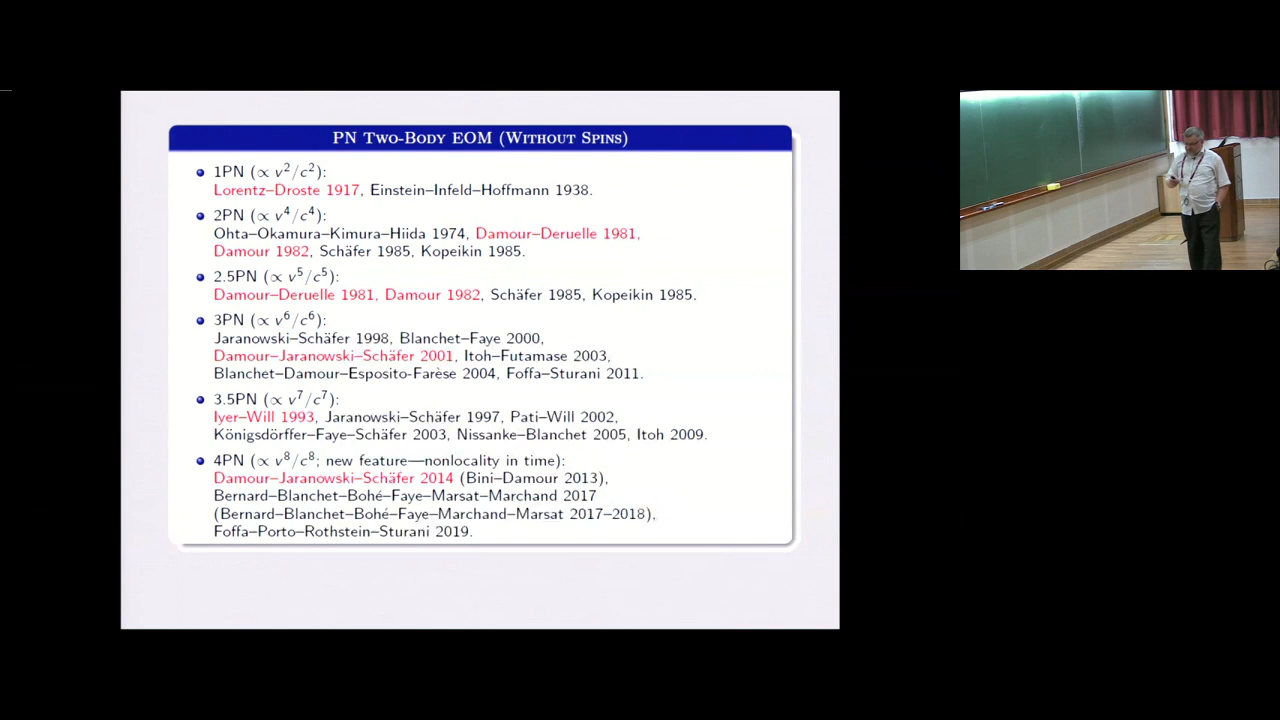 PN Two-Body EOM (Without Spins)
1PN (∝ v²/c²):
Lorentz–Droste 1917, Einstein–Infeld–Hoffmann 1938.
2PN (∝ v⁴/c⁴):
Ohta–Okamura–Kimura–Hiida 1974, Damour–Deruelle 1981,
Damour 1982, Schäfer 1985, Kopeikin 1985.
2.5PN (∝ v⁵/c⁵):
Damour–Deruelle 1981, Damour 1982, Schäfer 1985, Kopeikin 1985.
3PN (∝ v⁶/c⁶):
Jaranowski–Schäfer 1998, Blanchet–Faye 2000,
Damour–Jaranowski–Schäfer 2001, Itoh–Futamase 2003,
Blanchet–Damour–Esposito-Farèse 2004, Foffa–Sturani 2011.
3.5PN (∝ v⁷/c⁷):
Iyer–Will 1993, Jaranowski–Schäfer 1997, Pati–Will 2002,
Königsdörffer–Faye–Schäfer 2003, Nissanke–Blanchet 2005, Itoh 2009.
4PN (∝ v⁸/c⁸; new feature—nonlocality in time):
Damour–Jaranowski–Schäfer 2014 (Bini–Damour 2013),
Bernard–Blanchet–Bohé–Faye–Marsat–Marchand 2017
(Bernard–Blanchet–Bohé–Faye–Marchand–Marsat 2017–2018),
Foffa–Porto–Rothstein–Sturani 2019.